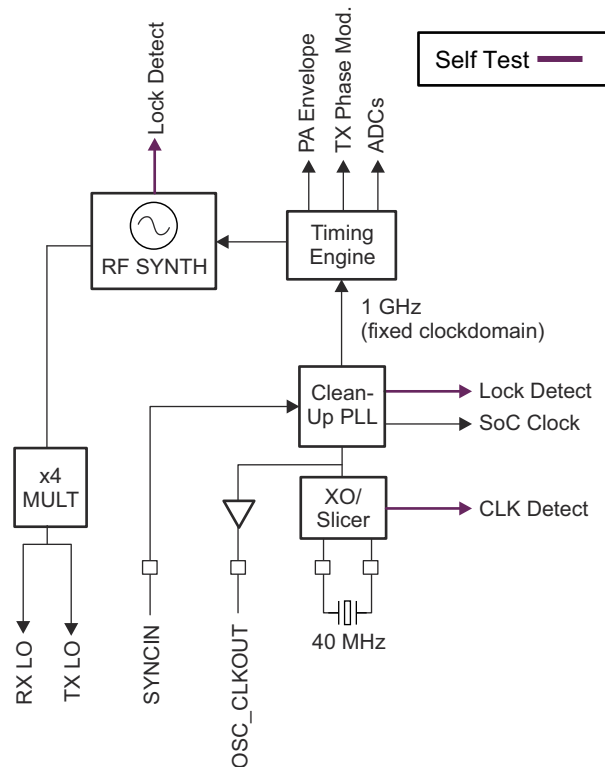 Self Test
Lock Detect
PA Envelope
TX Phase Mod.
ADCs
RF SYNTH
Timing
Engine
1 GHz
(fixed clockdomain)
Clean-
Up PLL
Lock Detect
SoC Clock
x4
MULT
XO/
Slicer
CLK Detect
40 MHz
RX LO
TX LO
SYNCIN
OSC_CLKOUT